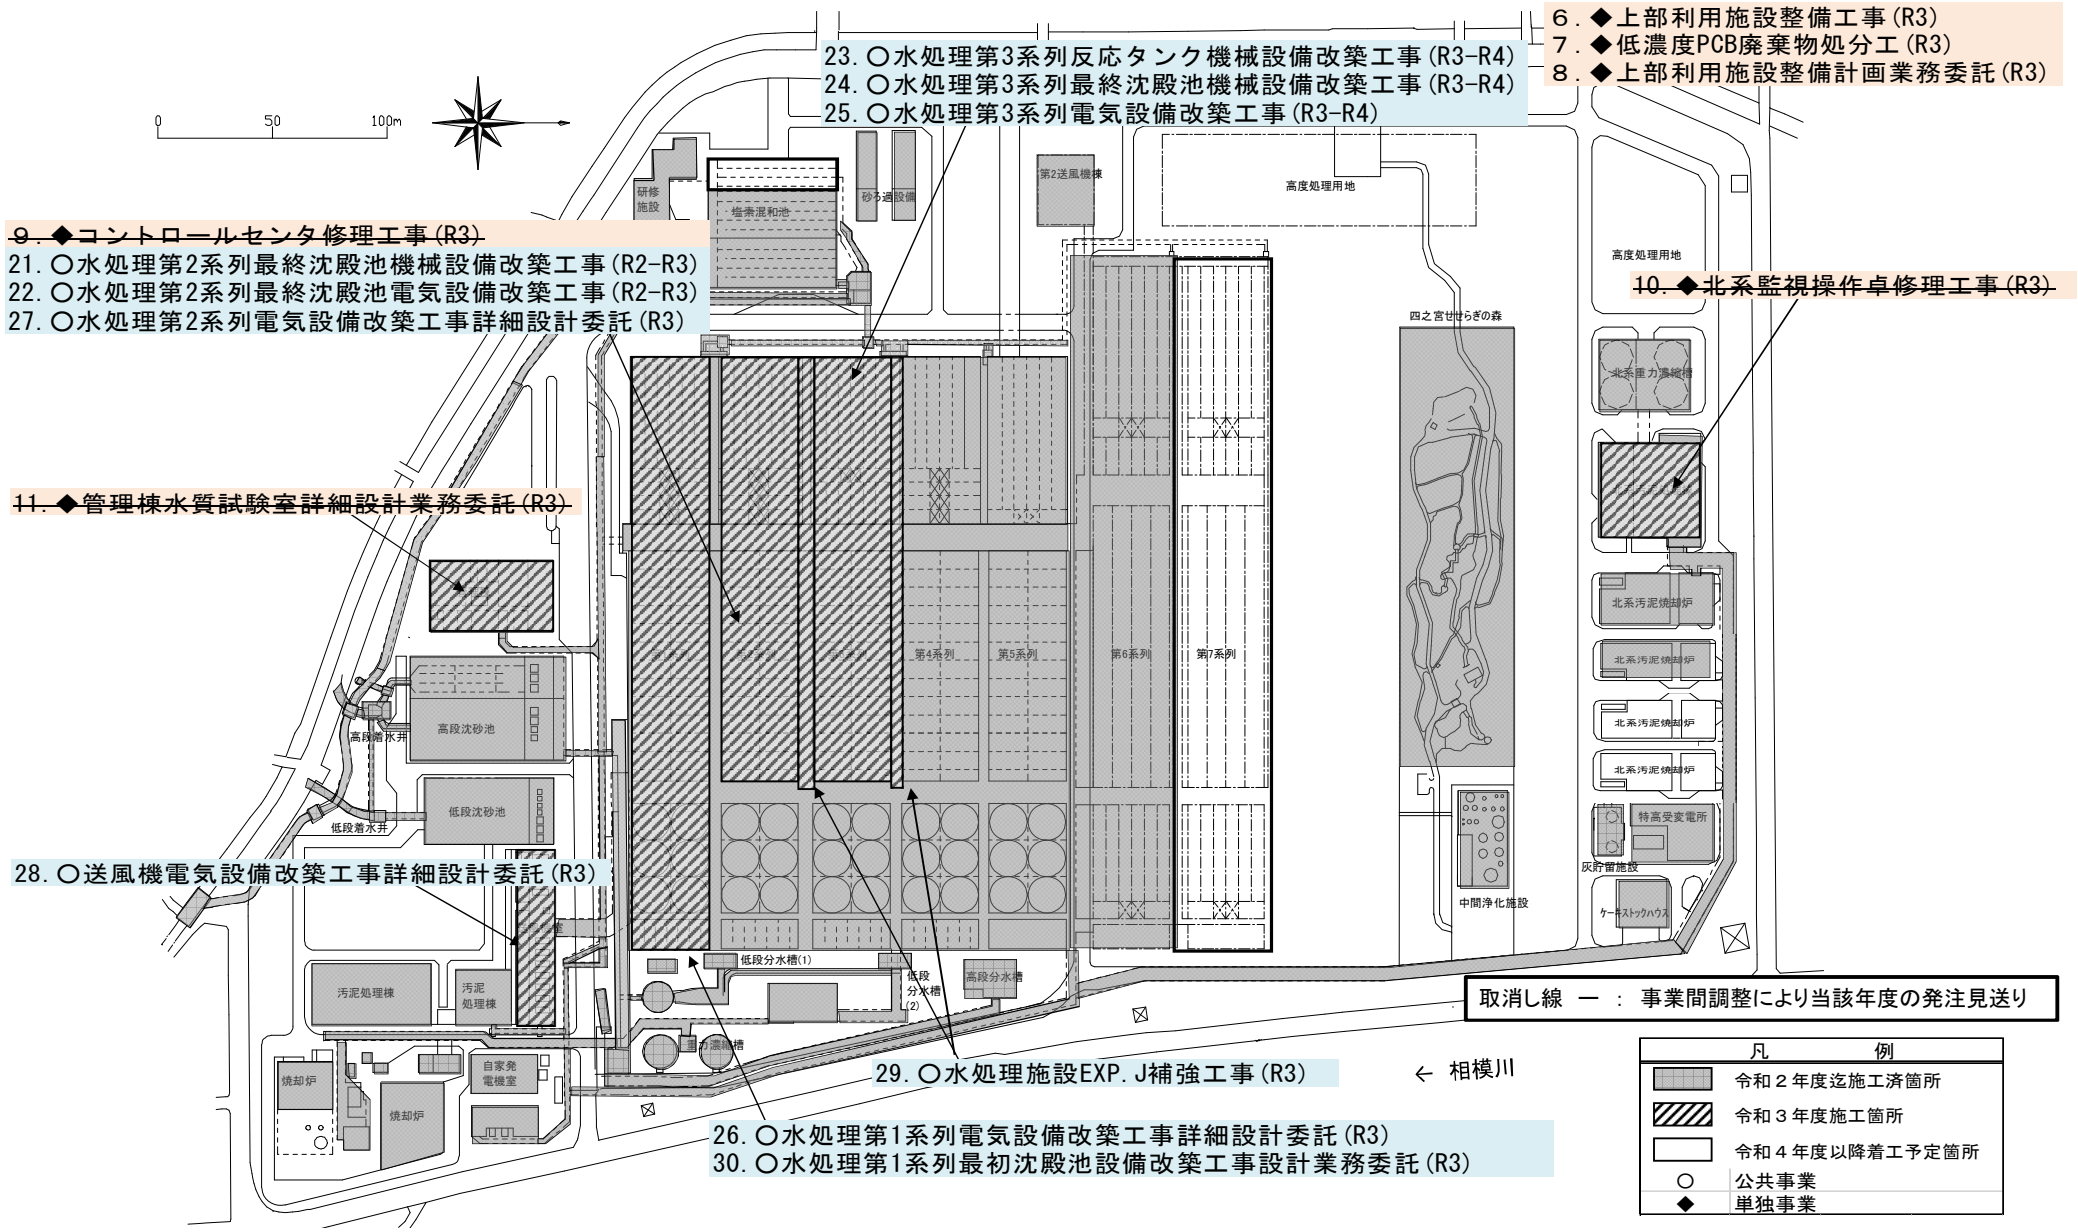 6. ◆上部利用施設整備工事(R3)
7. ◆低濃度PCB廃棄物処分工(R3)
8. ◆上部利用施設整備計画業務委託(R3)
23. 〇水処理第3系列反応タンク機械設備改築工事(R3-R4)
24. 〇水処理第3系列最終沈殿池機械設備改築工事(R3-R4)
25. 〇水処理第3系列電気設備改築工事(R3-R4)
0 50 100m
研修
施設
塩素混和池
砂ろ過設備
第2送風機棟
高度処理用地
高度処理用地
9. ◆コントロールセンタ修理工事(R3)
21. 〇水処理第2系列最終沈殿池機械設備改築工事(R2-R3)
22. 〇水処理第2系列最終沈殿池電気設備改築工事(R2-R3)
27. 〇水処理第2系列電気設備改築工事詳細設計委託(R3)
10. ◆北系監視操作卓修理工事(R3)
四之宮せせらぎの森
北系重力濃縮槽
11. ◆管理棟水質試験室詳細設計業務委託(R3)
北系汚泥焼却炉
北系汚泥焼却炉
北系汚泥焼却炉
北系汚泥焼却炉
第1系列
第2系列
第3系列
第4系列
第5系列
第6系列
第7系列
高段沈砂池
高段着水井
低段沈砂池
低段着水井
特高受変電所
灰貯留施設
ケーキストックハウス
中間浄化施設
28. 〇送風機電気設備改築工事詳細設計委託(R3)
汚泥処理棟
汚泥
処理棟
低段分水槽(1)
低段
分水槽
(2)
高段分水槽
重力濃縮槽
取消し線 ー : 事業間調整により当該年度の発注見送り
焼却炉
焼却炉
自家発
電機室
29. 〇水処理施設EXP.J補強工事(R3)
← 相模川
26. 〇水処理第1系列電気設備改築工事詳細設計委託(R3)
30. 〇水処理第1系列最初沈殿池設備改築工事設計業務委託(R3)
凡 例
令和2年度迄施工済箇所
令和3年度施工箇所
令和4年度以降着工予定箇所
〇 公共事業
◆ 単独事業